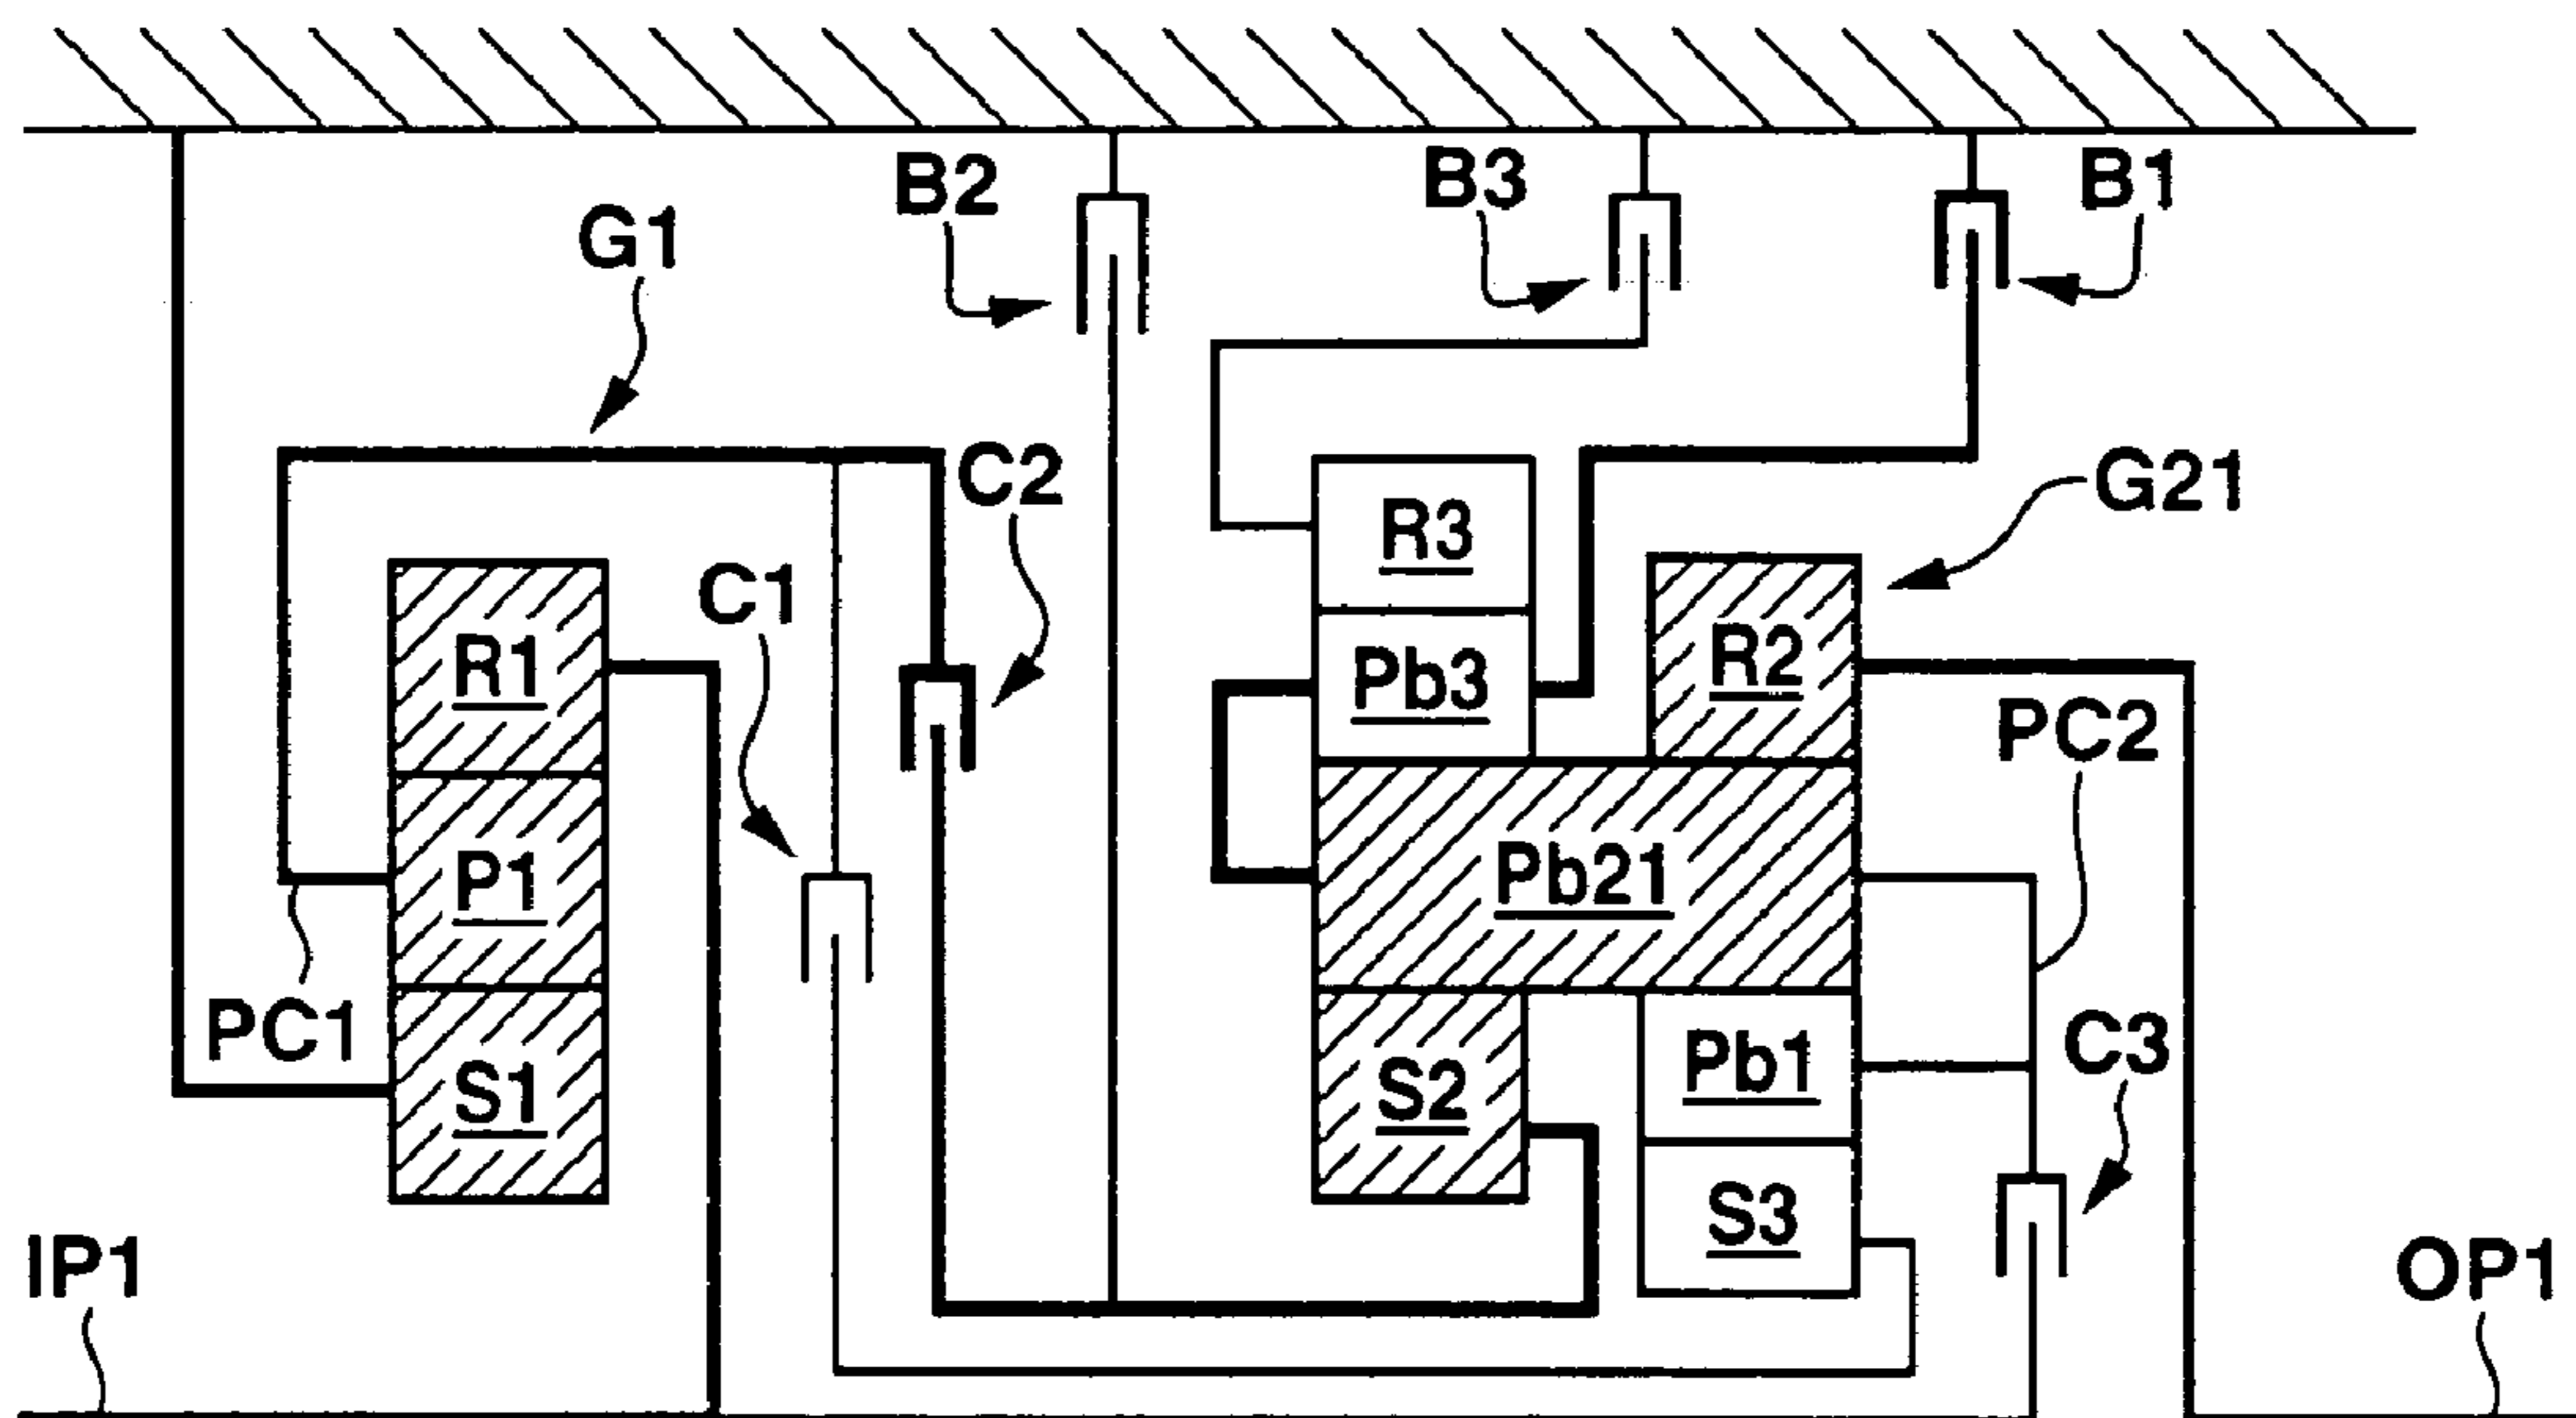 B2
B3
B1
G1
C2
G21
R3
C1
R1
Pb3
R2
PC2
P1
Pb21
PC1
S1
S2
Pb1
C3
S3
IP1
OP1